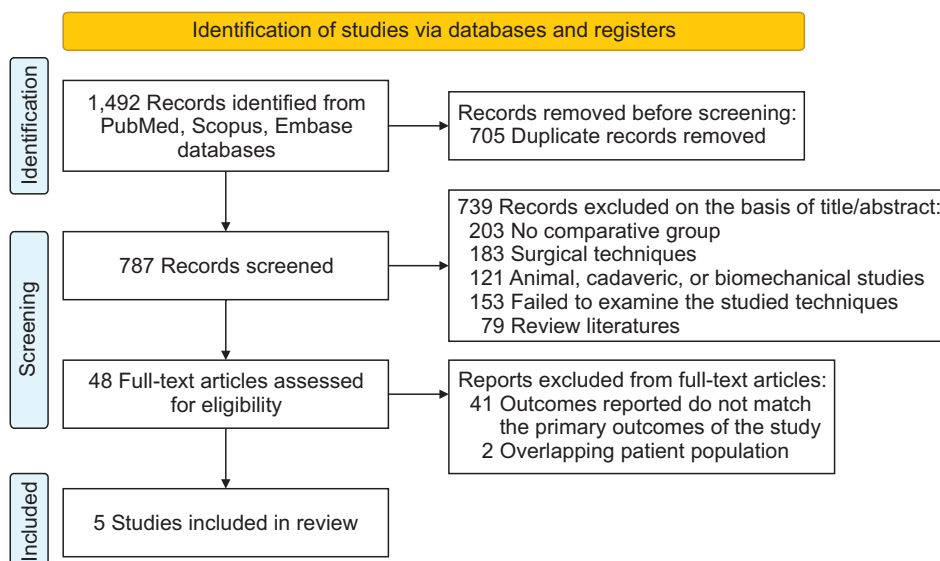 Identification of studies via databases and registers
Identification
1,492 Records identified from
PubMed, Scopus, Embase
databases
Records removed before screening:
705 Duplicate records removed
Screening
787 Records screened
739 Records excluded on the basis of title/abstract:
203 No comparative group
183 Surgical techniques
121 Animal, cadaveric, or biomechanical studies
153 Failed to examine the studied techniques
79 Review literatures
48 Full-text articles assessed
for eligibility
Reports excluded from full-text articles:
41 Outcomes reported do not match
the primary outcomes of the study
2 Overlapping patient population
Included
5 Studies included in review